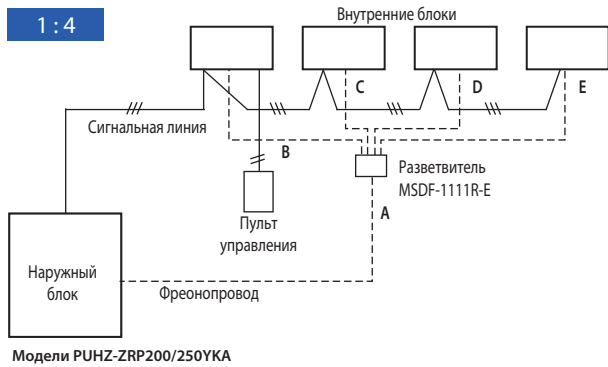 1 : 4
Внутренние блоки
C
D
E
Сигнальная линия
B
Разветвитель
MSDF-1111R-E
A
Пульт
управления
Наружный
блок
Фреонопровод
Модели PUHZ-ZRP200/250YKA